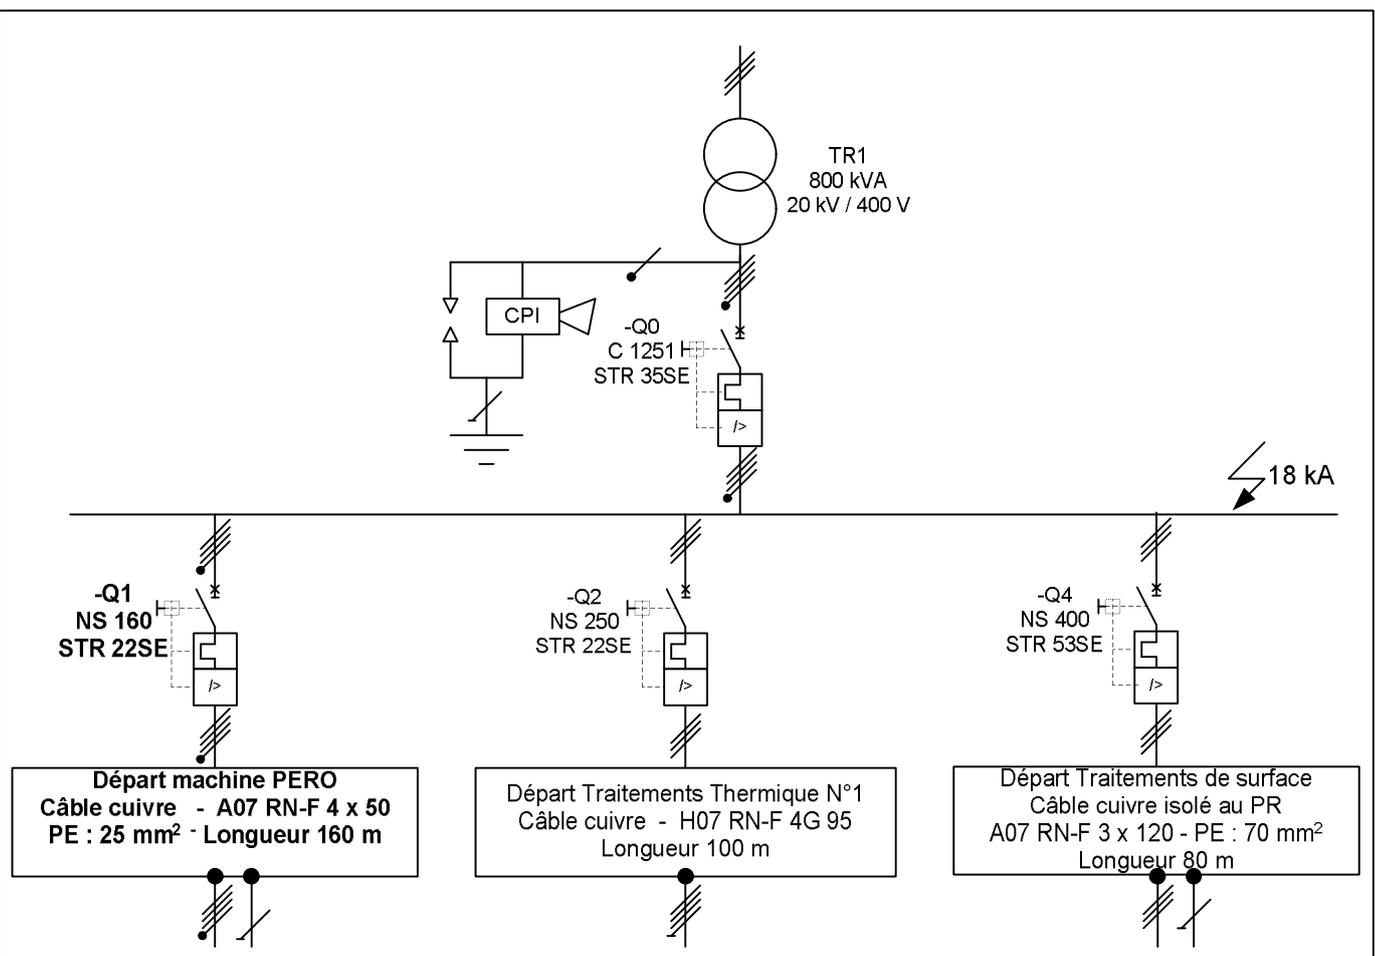 TR1
800 kVA
20 kV / 400 V
CPI
-Q0
C 1251
STR 35SE
I>
18 kA
-Q1
NS 160
STR 22SE
I>
-Q2
NS 250
STR 22SE
I>
-Q4
NS 400
STR 53SE
I>
Départ machine PERO
Câble cuivre - A07 RN-F 4 x 50
PE : 25 mm² - Longueur 160 m
Départ Traitements Thermique N°1
Câble cuivre - H07 RN-F 4G 95
Longueur 100 m
Départ Traitements de surface
Câble cuivre isolé au PR
A07 RN-F 3 x 120 - PE : 70 mm²
Longueur 80 m